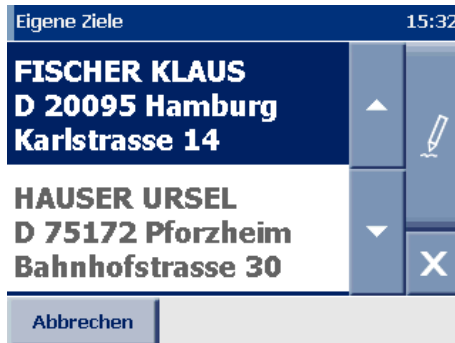 Eigene Ziele 15:32
FISCHER KLAUS
D 20095 Hamburg
Karlstrasse 14
HAUSER URSEL
D 75172 Pforzheim
Bahnhofstrasse 30
X
Abbrechen